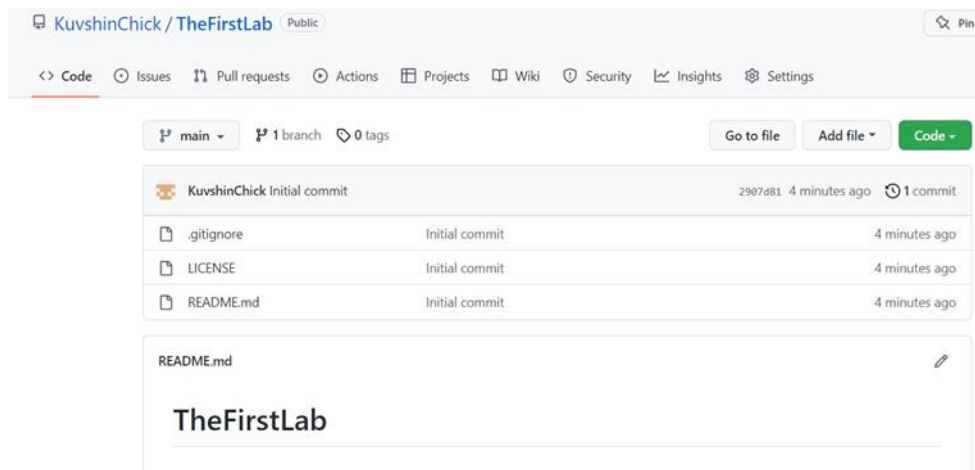 KuvshinChick / TheFirstLab Public Pin
<> Code Issues Pull requests Actions Projects Wiki Security Insights Settings
main 1 branch 0 tags Go to file Add file Code
KuvshinChick Initial commit 2907d81 4 minutes ago 1 commit
.gitignore Initial commit 4 minutes ago
LICENSE Initial commit 4 minutes ago
README.md Initial commit 4 minutes ago
README.md
TheFirstLab